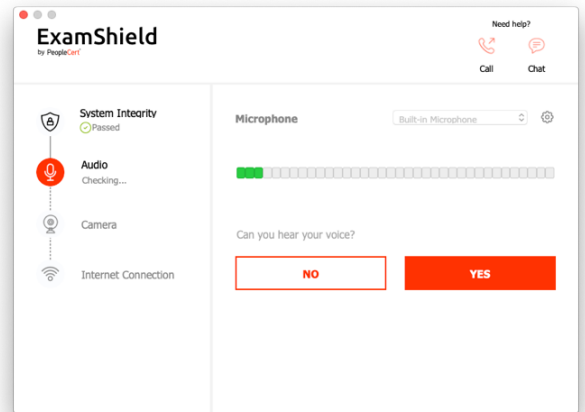 ExamShield
by PeopleCert
Need help?
Call
Chat
System Integrity
Passed
Audio
Checking...
Camera
Internet Connection
Microphone
Built-in Microphone
Can you hear your voice?
NO
YES